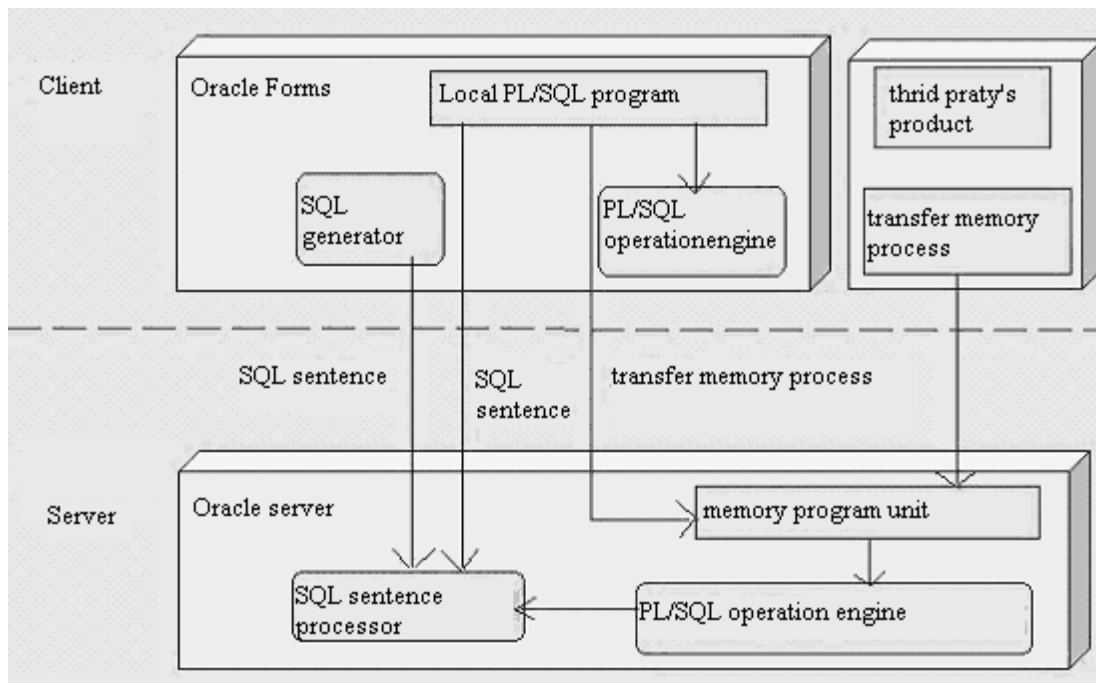 Client
Oracle Forms
Local PL/SQL program
SQL
generator
PL/SQL
operationengine
thrid praty's
product
transfer memory
process
SQL sentence
SQL
sentence
transfer memory process
Server
Oracle server
memory program unit
SQL sentence
processor
PL/SQL operation engine